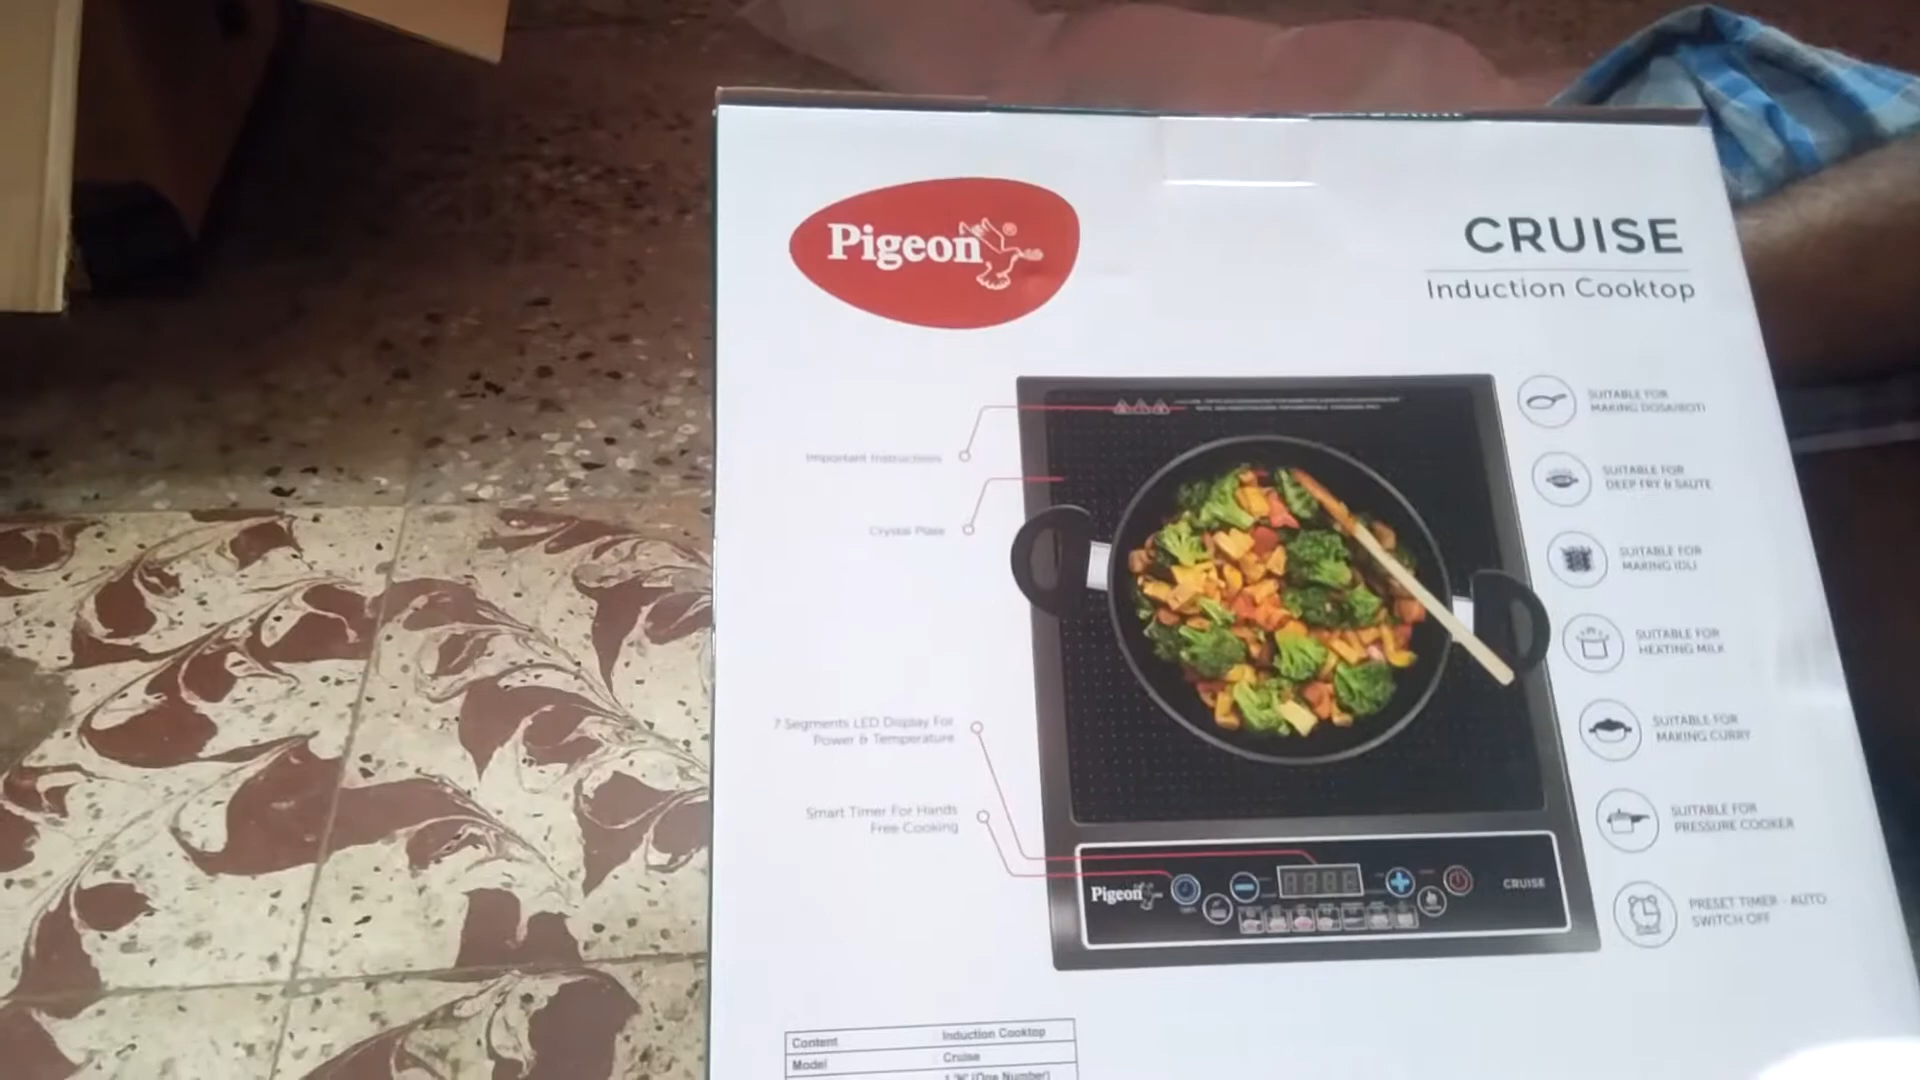 Pigeon®
CRUISE
Induction Cooktop
Important Instructions
Crystal Plate
7 Segments LED Display For
Power & Temperature
Smart Timer For Hands
Free Cooking
SUITABLE FOR
MAKING DOSA/ROTI
SUITABLE FOR
DEEP FRY & SAUTE
SUITABLE FOR
MAKING IDLI
SUITABLE FOR
HEATING MILK
SUITABLE FOR
MAKING CURRY
SUITABLE FOR
PRESSURE COOKER
PRESET TIMER - AUTO
SWITCH OFF
Pigeon
CRUISE
Content Induction Cooktop
Model Cruise
(One Number)